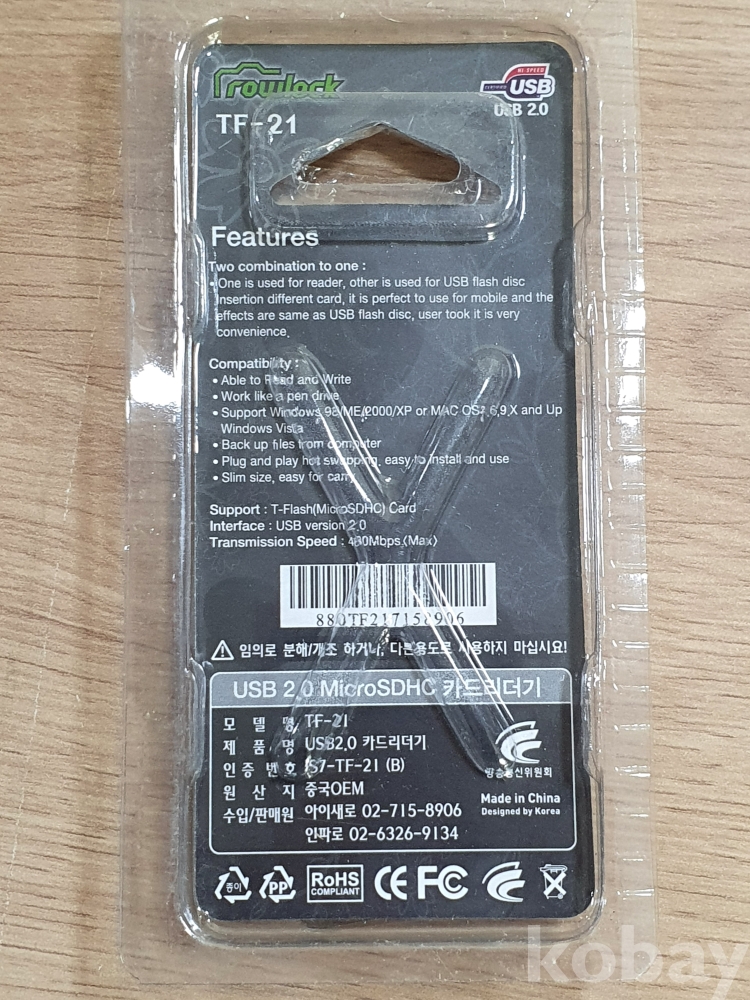 rowlock
HI-SPEED
USB
USB 2.0
TF-21
Features
Two combination to one :
• One is used for reader, other is used for USB flash disc
insertion different card, it is perfect to use for mobile and the
effects are same as USB flash disc, user took it is very
convenience.
Compatibility :
• Able to Read and Write
• Work like a pen drive
• Support Windows 98/ME/2000/XP or MAC OS8.6,9,X and Up
Windows Vista
• Back up files from computer
• Plug and play hot swapping, easy to install and use
• Slim size, easy for carry
Support : T-Flash(MicroSDHC) Card
Interface : USB version 2.0
Transmission Speed : 480Mbps(Max)
880TF217158906
임의로 분해/개조 하거나, 다른용도로 사용하지 마십시요!
USB 2.0 MicroSDHC 카드리더기
모 델 명 TF-21
제 품 명 USB2.0 카드리더기
인 증 번 호 IS7-TF-21 (B)
원 산 지 중국OEM
수입/판매원 아이새로 02-715-8906
인파로 02-6326-9134
방송통신위원회
Made in China
Designed by Korea
종이 PP RoHS COMPLIANT CE FC
kobay